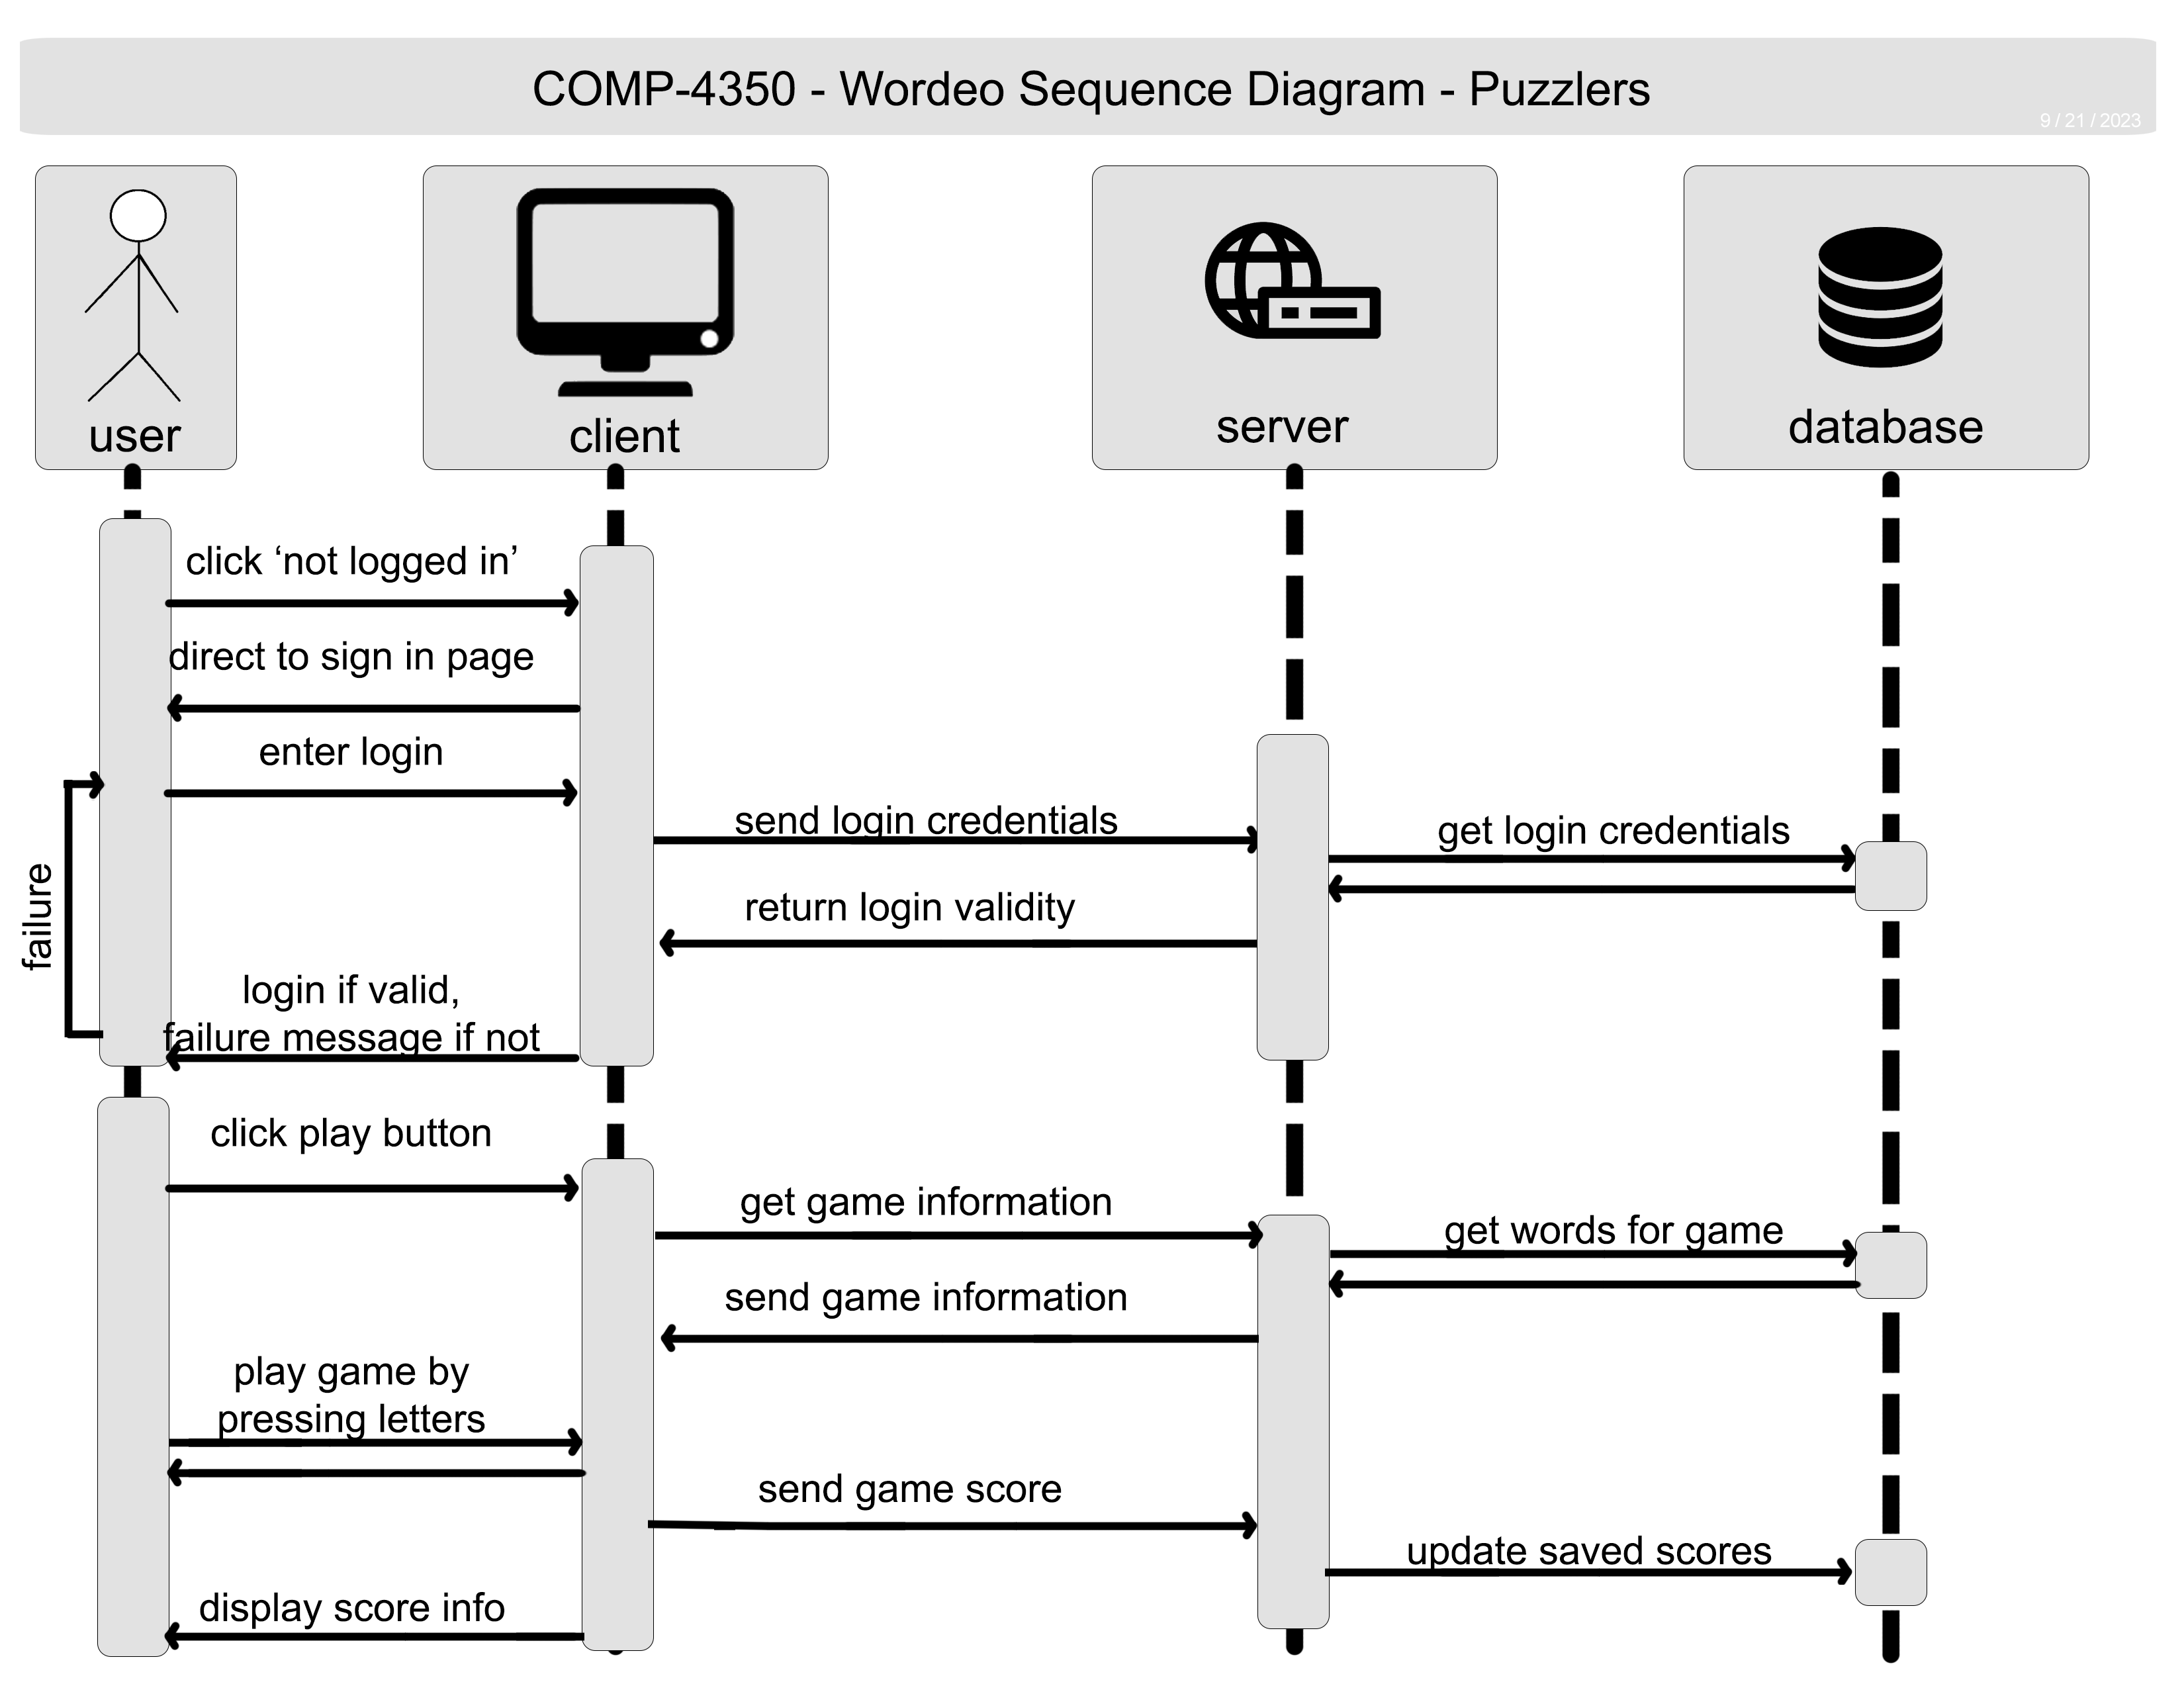 COMP-4350 - Wordeo Sequence Diagram - Puzzlers
9 / 21 / 2023
user
client
server
database
click ‘not logged in’
direct to sign in page
enter login
send login credentials
get login credentials
return login validity
failure
login if valid,
failure message if not
click play button
get game information
get words for game
send game information
play game by
pressing letters
send game score
update saved scores
display score info